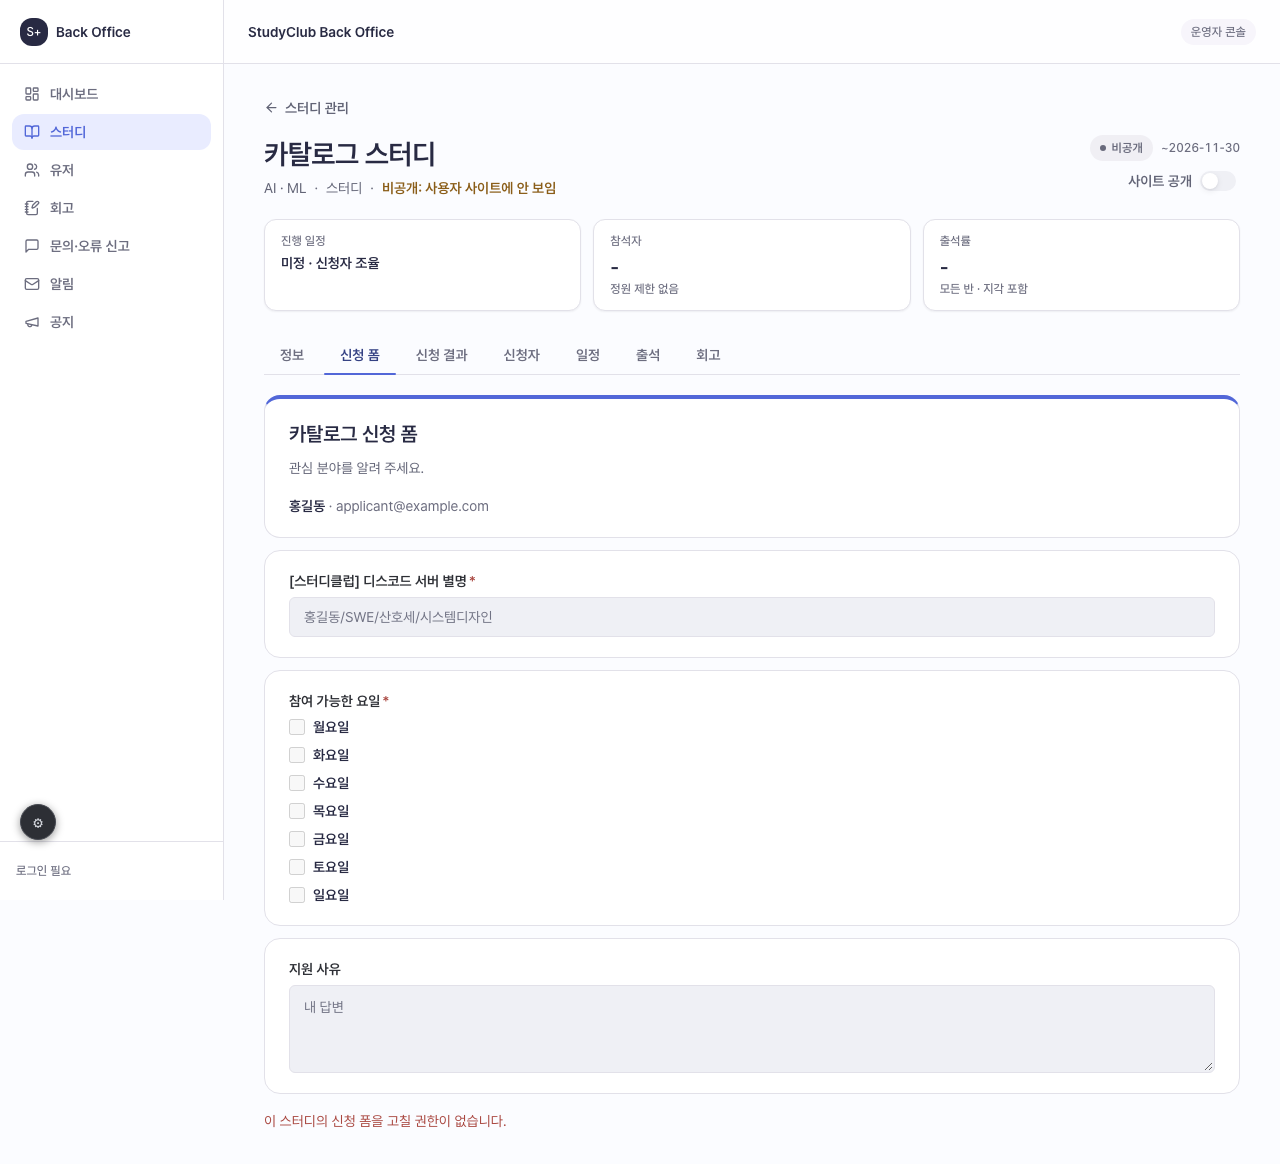 S+ Back Office
StudyClub Back Office
운영자 콘솔
대시보드
스터디
유저
회고
문의·오류 신고
알림
공지
로그인 필요
스터디 관리
카탈로그 스터디
비공개 ~2026-11-30
AI · ML · 스터디 · 비공개: 사용자 사이트에 안 보임
사이트 공개
진행 일정
미정 · 신청자 조율
참석자
-
정원 제한 없음
출석률
-
모든 반 · 지각 포함
정보 신청 폼 신청 결과 신청자 일정 출석 회고
카탈로그 신청 폼
관심 분야를 알려 주세요.
홍길동 · applicant@example.com
[스터디클럽] 디스코드 서버 별명 *
홍길동/SWE/산호세/시스템디자인
참여 가능한 요일 *
월요일
화요일
수요일
목요일
금요일
토요일
일요일
지원 사유
내 답변
이 스터디의 신청 폼을 고칠 권한이 없습니다.